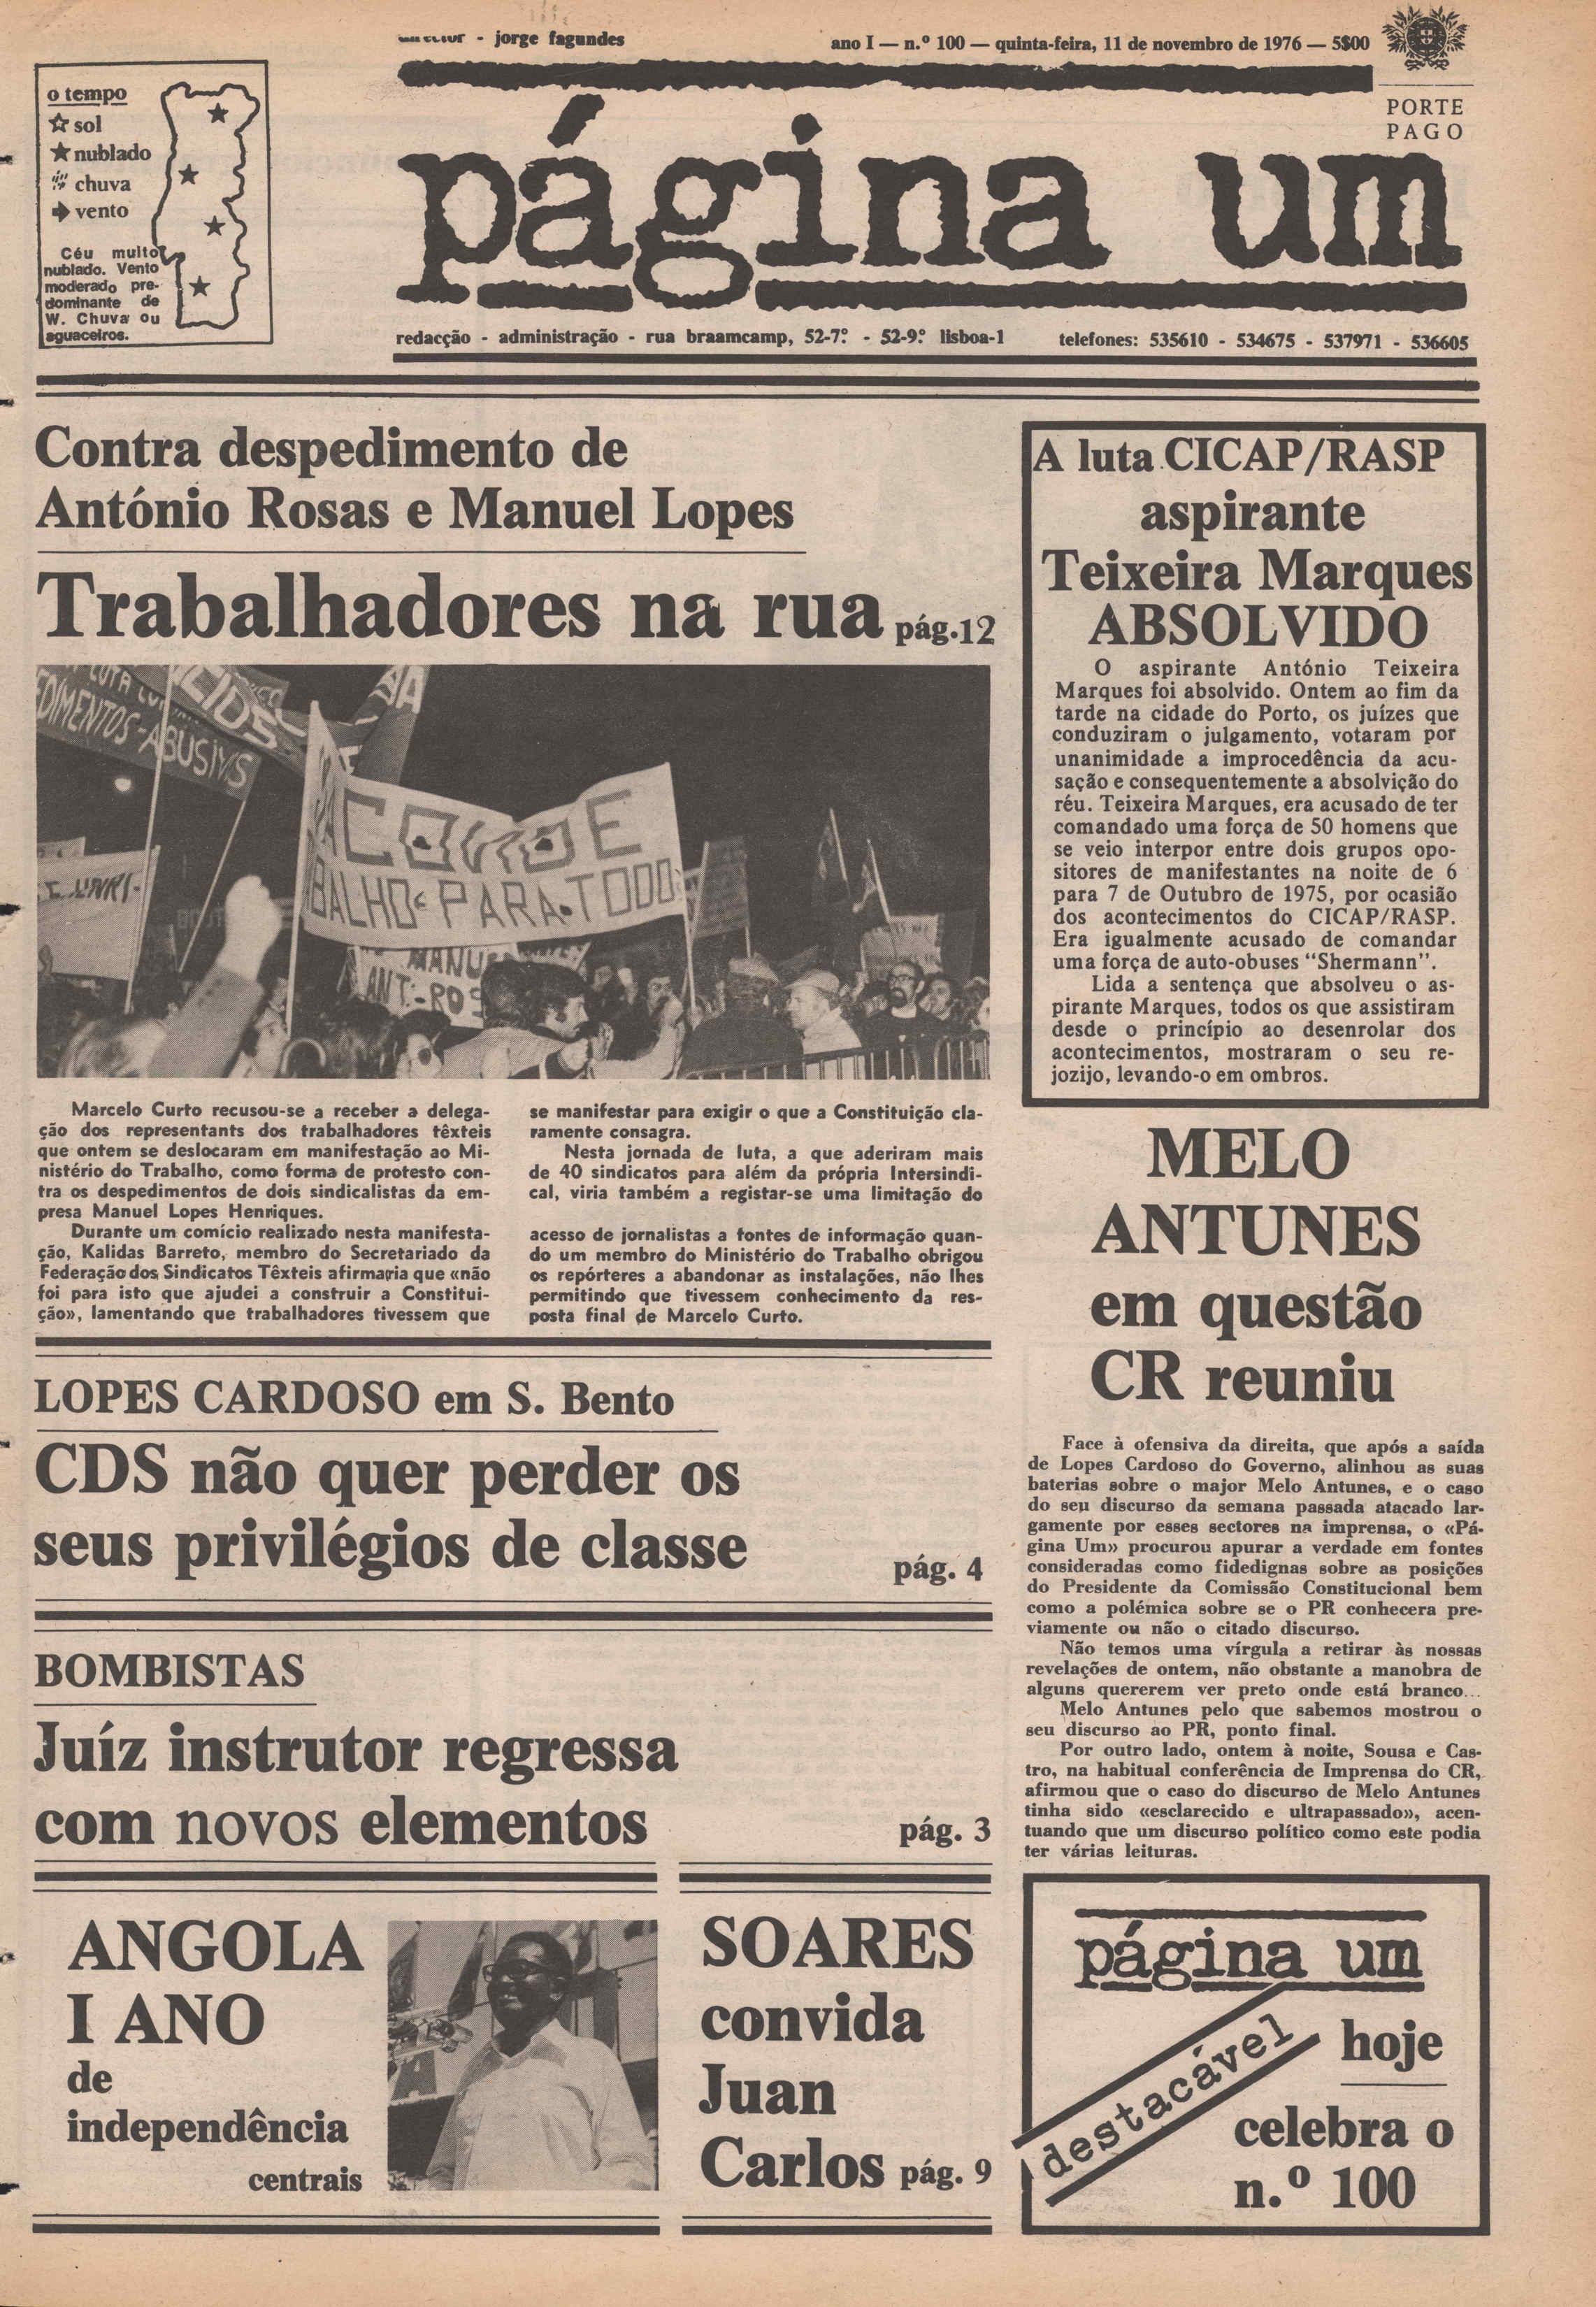 director - jorge fagundes
ano I — n.º 100 — quinta-feira, 11 de novembro de 1976 — 5$00
PORTE
PAGO
o tempo
sol
nublado
chuva
vento
Céu muito
nublado. Vento
moderado pre-
dominante de
W. Chuva ou
aguaceiros.
página um
redacção - administração - rua braamcamp, 52-7.º - 52-9.º lisboa-1 telefones: 535610 - 534675 - 537971 - 536605
Contra despedimento de
António Rosas e Manuel Lopes
Trabalhadores na rua pág.12
LUTA
DIMENTOS-ABUSIVOS
BALHO PARA TODO
MANU
ANT.-ROS
Marcelo Curto recusou-se a receber a delega-
ção dos representants dos trabalhadores têxteis
que ontem se deslocaram em manifestação ao Mi-
nistério do Trabalho, como forma de protesto con-
tra os despedimentos de dois sindicalistas da em-
presa Manuel Lopes Henriques.
Durante um comício realizado nesta manifesta-
ção, Kalidas Barreto, membro do Secretariado da
Federação dos Sindicatos Têxteis afirmaria que «não
foi para isto que ajudei a construir a Constitui-
ção», lamentando que trabalhadores tivessem que
se manifestar para exigir o que a Constituição cla-
ramente consagra.
Nesta jornada de luta, a que aderiram mais
de 40 sindicatos para além da própria Intersindi-
cal, viria também a registar-se uma limitação do
acesso de jornalistas a fontes de informação quan-
do um membro do Ministério do Trabalho obrigou
os repórteres a abandonar as instalações, não lhes
permitindo que tivessem conhecimento da res-
posta final de Marcelo Curto.
A luta CICAP/RASP
aspirante
Teixeira Marques
ABSOLVIDO
O aspirante António Teixeira
Marques foi absolvido. Ontem ao fim da
tarde na cidade do Porto, os juízes que
conduziram o julgamento, votaram por
unanimidade a improcedência da acu-
sação e consequentemente a absolvição do
réu. Teixeira Marques, era acusado de ter
comandado uma força de 50 homens que
se veio interpor entre dois grupos opo-
sitores de manifestantes na noite de 6
para 7 de Outubro de 1975, por ocasião
dos acontecimentos do CICAP/RASP.
Era igualmente acusado de comandar
uma força de auto-obuses "Shermann".
Lida a sentença que absolveu o as-
pirante Marques, todos os que assistiram
desde o princípio ao desenrolar dos
acontecimentos, mostraram o seu re-
jozijo, levando-o em ombros.
MELO
ANTUNES
em questão
CR reuniu
Face à ofensiva da direita, que após a saída
de Lopes Cardoso do Governo, alinhou as suas
baterias sobre o major Melo Antunes, e o caso
do seu discurso da semana passada atacado lar-
gamente por esses sectores na imprensa, o «Pá-
gina Um» procurou apurar a verdade em fontes
consideradas como fidedignas sobre as posições
do Presidente da Comissão Constitucional bem
como a polémica sobre se o PR conhecera pre-
viamente ou não o citado discurso.
Não temos uma vírgula a retirar às nossas
revelações de ontem, não obstante a manobra de
alguns quererem ver preto onde está branco...
Melo Antunes pelo que sabemos mostrou o
seu discurso ao PR, ponto final.
Por outro lado, ontem à noite, Sousa e Cas-
tro, na habitual conferência de Imprensa do CR,
afirmou que o caso do discurso de Melo Antunes
tinha sido «esclarecido e ultrapassado», acen-
tuando que um discurso político como este podia
ter várias leituras.
LOPES CARDOSO em S. Bento
CDS não quer perder os
seus privilégios de classe
pág. 4
BOMBISTAS
Juíz instrutor regressa
com novos elementos
pág. 3
ANGOLA
I ANO
de
independência
centrais
SOARES
convida
Juan
Carlos pág. 9
página um
destacável
hoje
celebra o
n.º 100